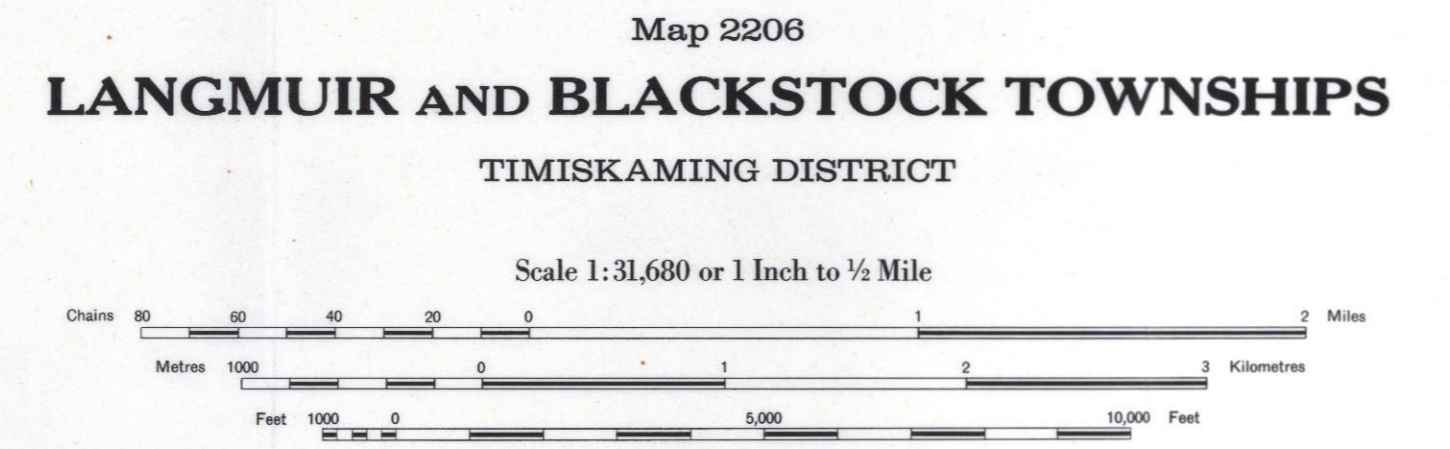 Map 2206
LANGMUIR AND BLACKSTOCK TOWNSHIPS
TIMISKAMING DISTRICT
Scale 1:31,680 or 1 Inch to ½ Mile
Chains 80 60 40 20 0 1 2 Miles
Metres 1000 0 1 2 3 Kilometres
Feet 1000 0 5,000 10,000 Feet